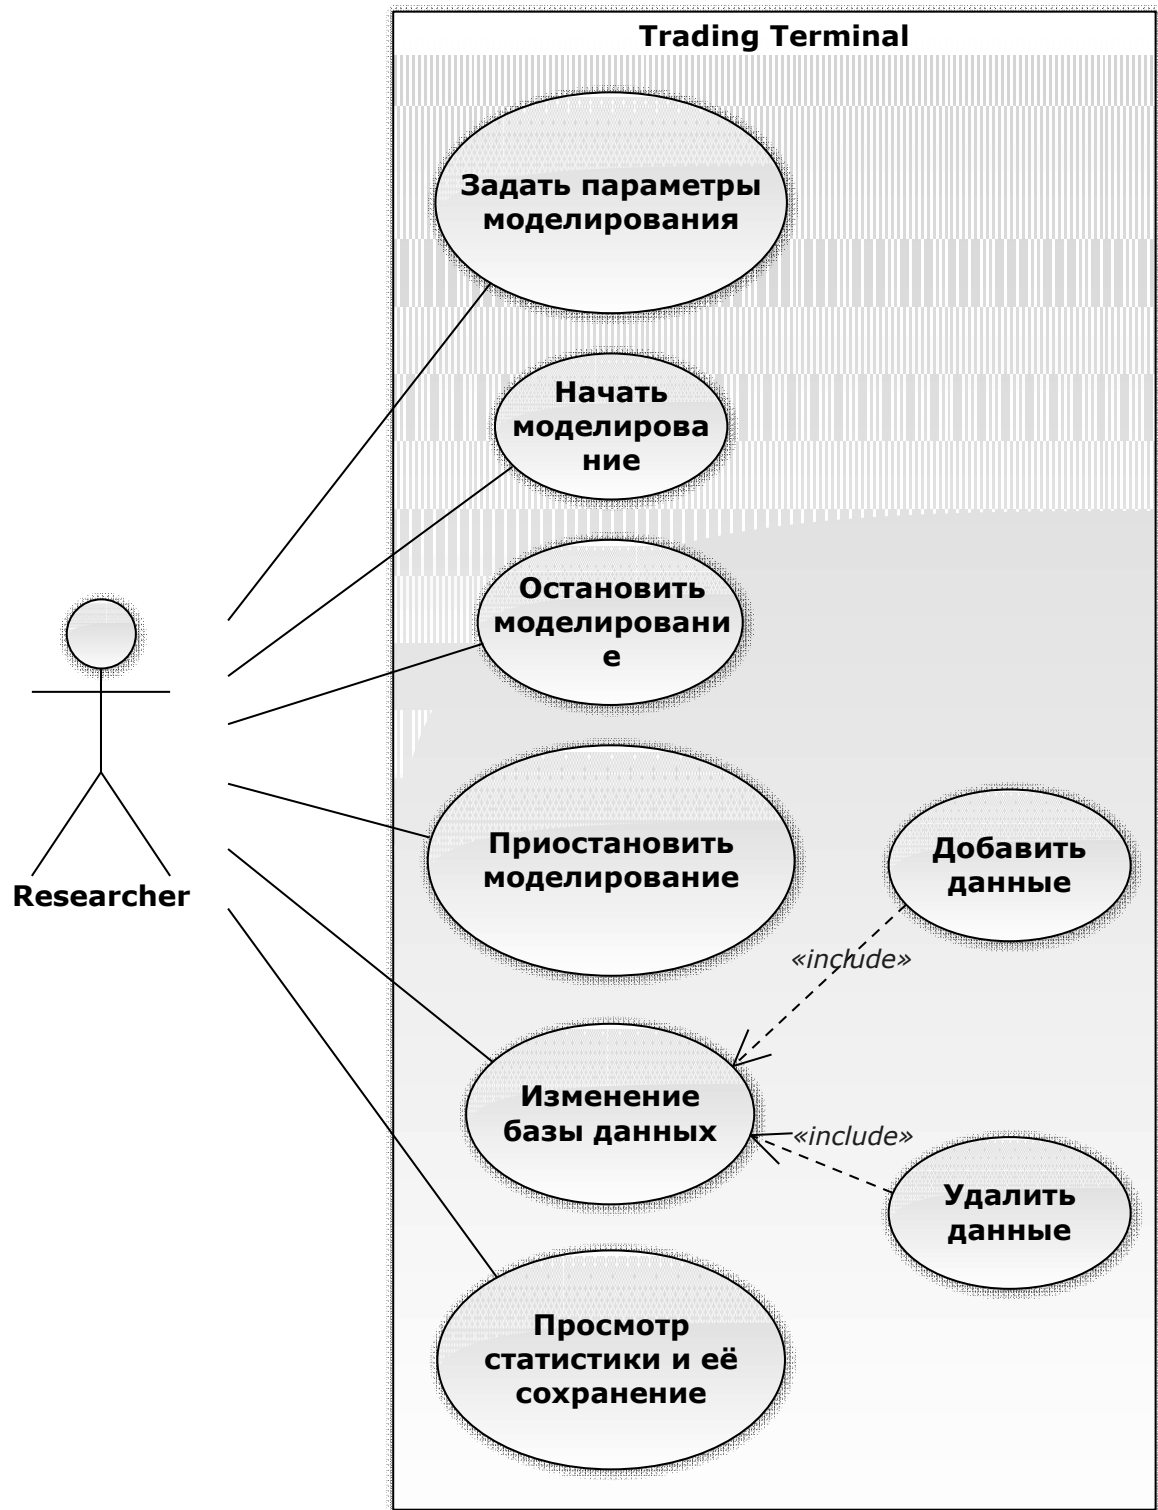 Trading Terminal
Задать параметры
моделирования
Начать
моделирова
ние
Остановить
моделировани
е
Приостановить
моделирование
Добавить
данные
Researcher
«include»
Изменение
базы данных
«include»
Удалить
данные
Просмотр
статистики и её
сохранение